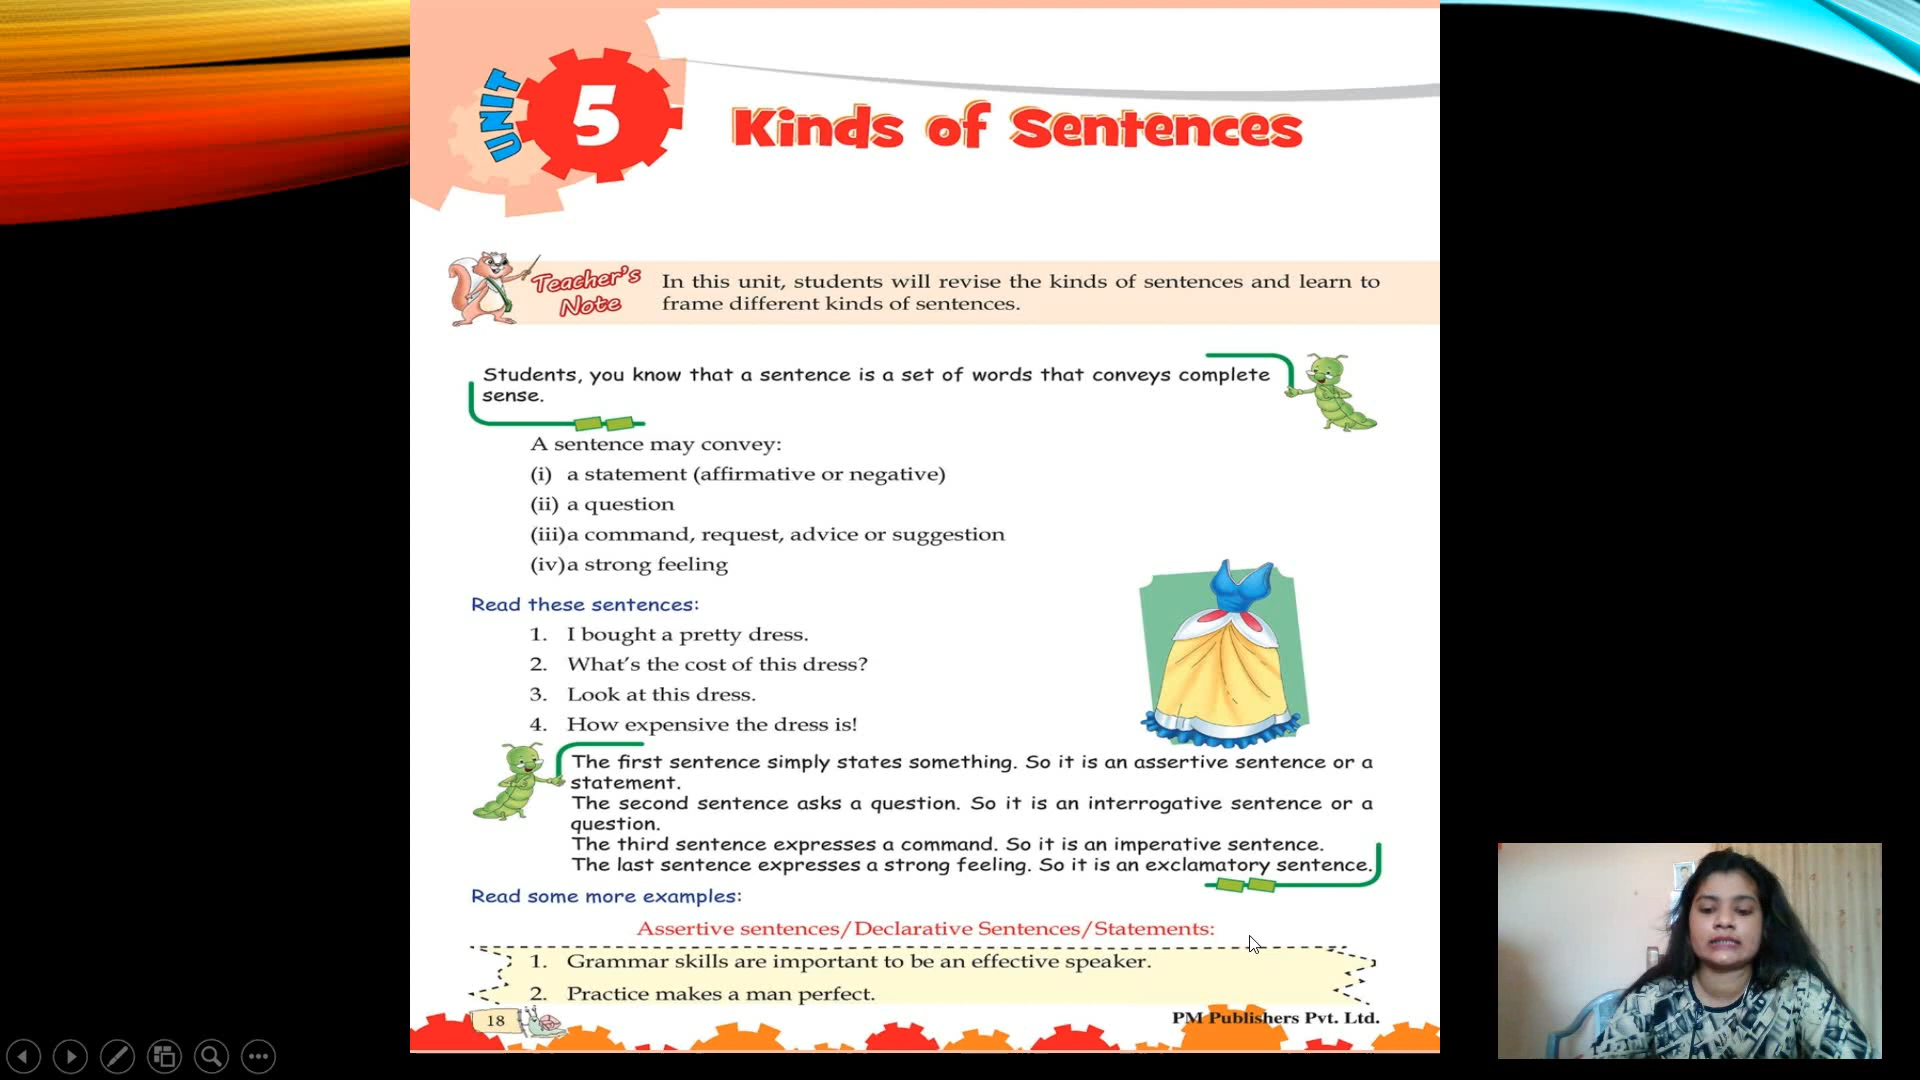 UNIT
5
Kinds of Sentences
Teacher's
Note
In this unit, students will revise the kinds of sentences and learn to
frame different kinds of sentences.
Students, you know that a sentence is a set of words that conveys complete
sense.
A sentence may convey:
(i) a statement (affirmative or negative)
(ii) a question
(iii)a command, request, advice or suggestion
(iv)a strong feeling
Read these sentences:
1. I bought a pretty dress.
2. What's the cost of this dress?
3. Look at this dress.
4. How expensive the dress is!
The first sentence simply states something. So it is an assertive sentence or a
statement.
The second sentence asks a question. So it is an interrogative sentence or a
question.
The third sentence expresses a command. So it is an imperative sentence.
The last sentence expresses a strong feeling. So it is an exclamatory sentence.
Read some more examples:
Assertive sentences/Declarative Sentences/Statements:
1. Grammar skills are important to be an effective speaker.
2. Practice makes a man perfect.
18
PM Publishers Pvt. Ltd.